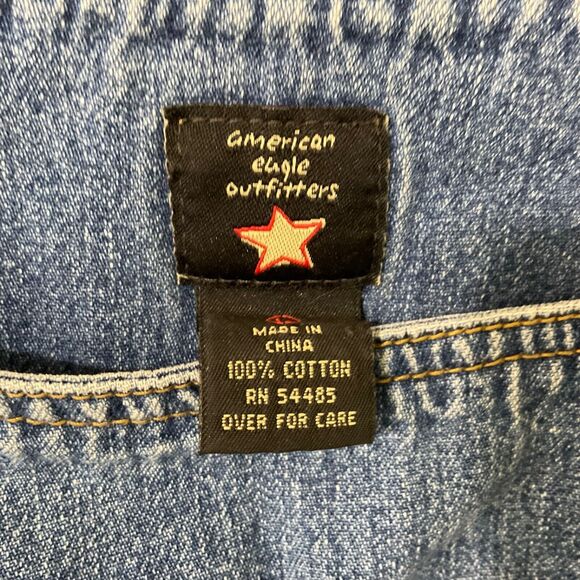 american
eagle
outfitters
MADE IN
CHINA
100% COTTON
RN 54485
OVER FOR CARE